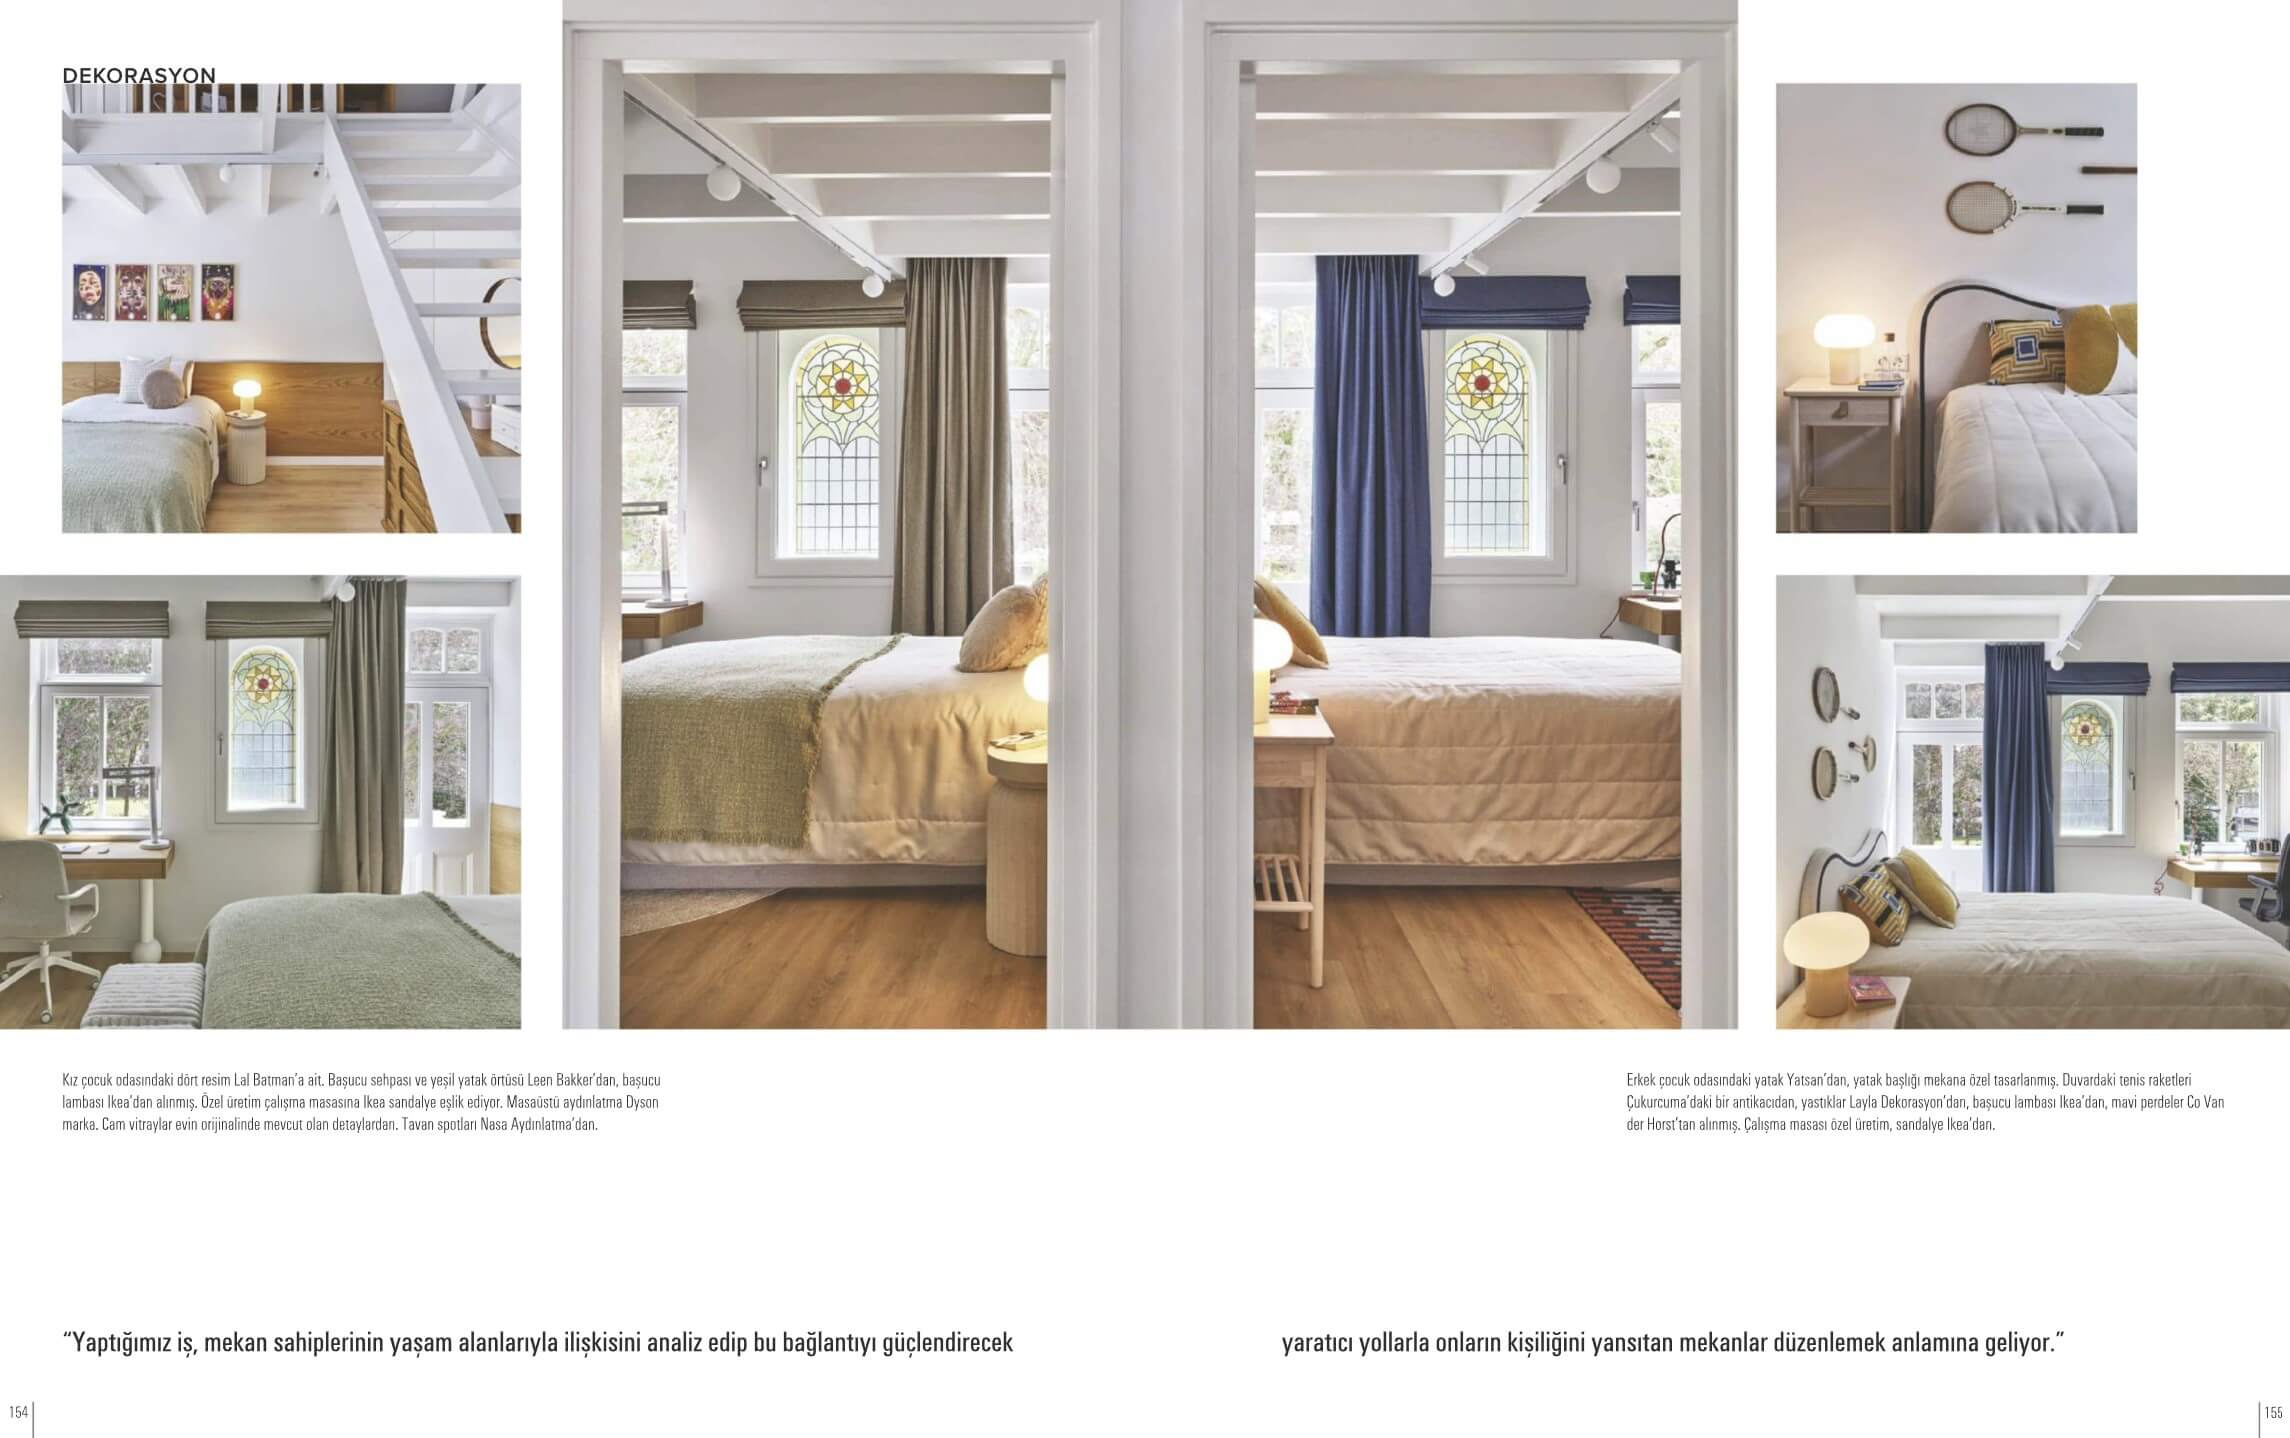 DEKORASYON
Kız çocuk odasındaki dört resim Lal Batman’a ait. Başucu sehpası ve yeşil yatak örtüsü Leen Bakker’dan, başucu
lambası Ikea’dan alınmış. Özel üretim çalışma masasına Ikea sandalye eşlik ediyor. Masaüstü aydınlatma Dyson
marka. Cam vitraylar evin orijinalinde mevcut olan detaylardan. Tavan spotları Nasa Aydınlatma’dan.
Erkek çocuk odasındaki yatak Yatsan’dan, yatak başlığı mekana özel tasarlanmış. Duvardaki tenis raketleri
Çukurcuma’daki bir antikacıdan, yastıklar Layla Dekorasyon’dan, başucu lambası Ikea’dan, mavi perdeler Co Van
der Horst’tan alınmış. Çalışma masası özel üretim, sandalye Ikea’dan.
“Yaptığımız iş, mekan sahiplerinin yaşam alanlarıyla ilişkisini analiz edip bu bağlantıyı güçlendirecek
yaratıcı yollarla onların kişiliğini yansıtan mekanlar düzenlemek anlamına geliyor.”
154
155